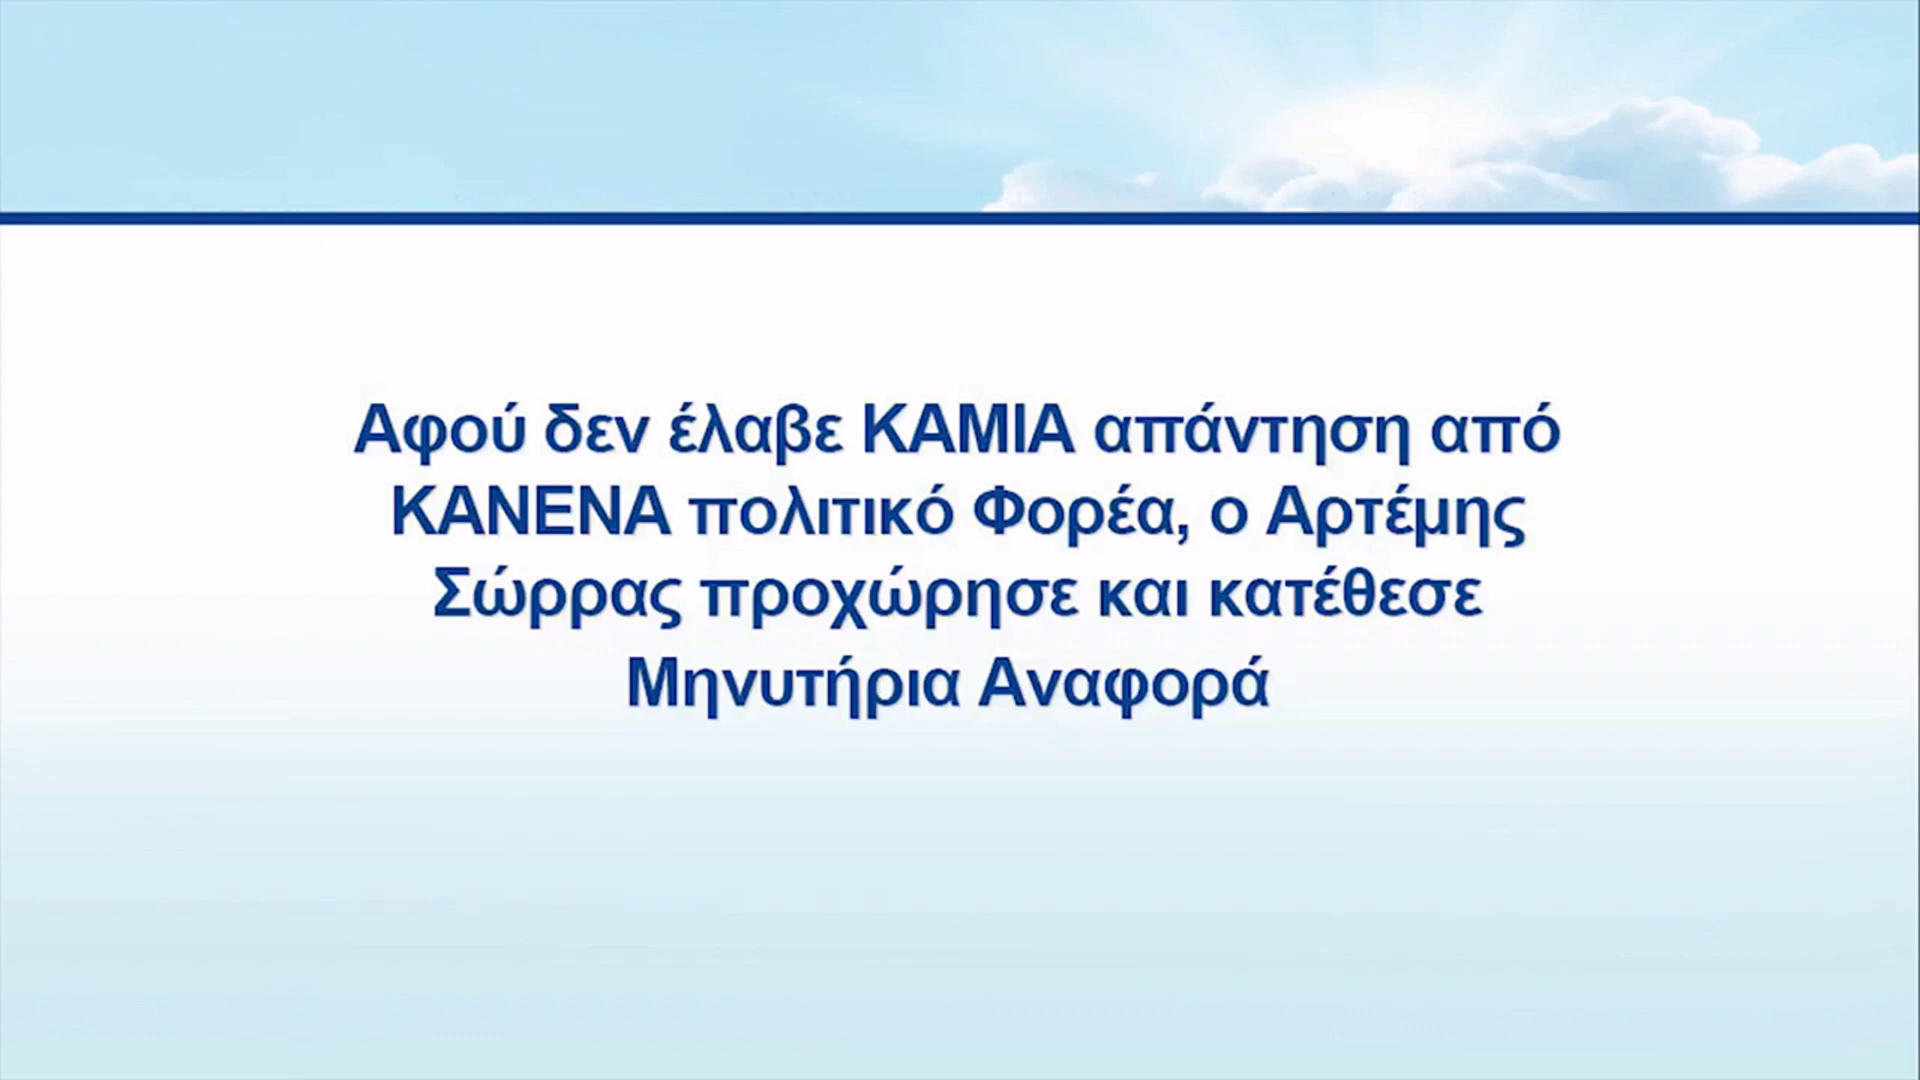 Αφού δεν έλαβε ΚΑΜΙΑ απάντηση από
ΚΑΝΕΝΑ πολιτικό Φορέα, ο Αρτέμης
Σώρρας προχώρησε και κατέθεσε
Μηνυτήρια Αναφορά